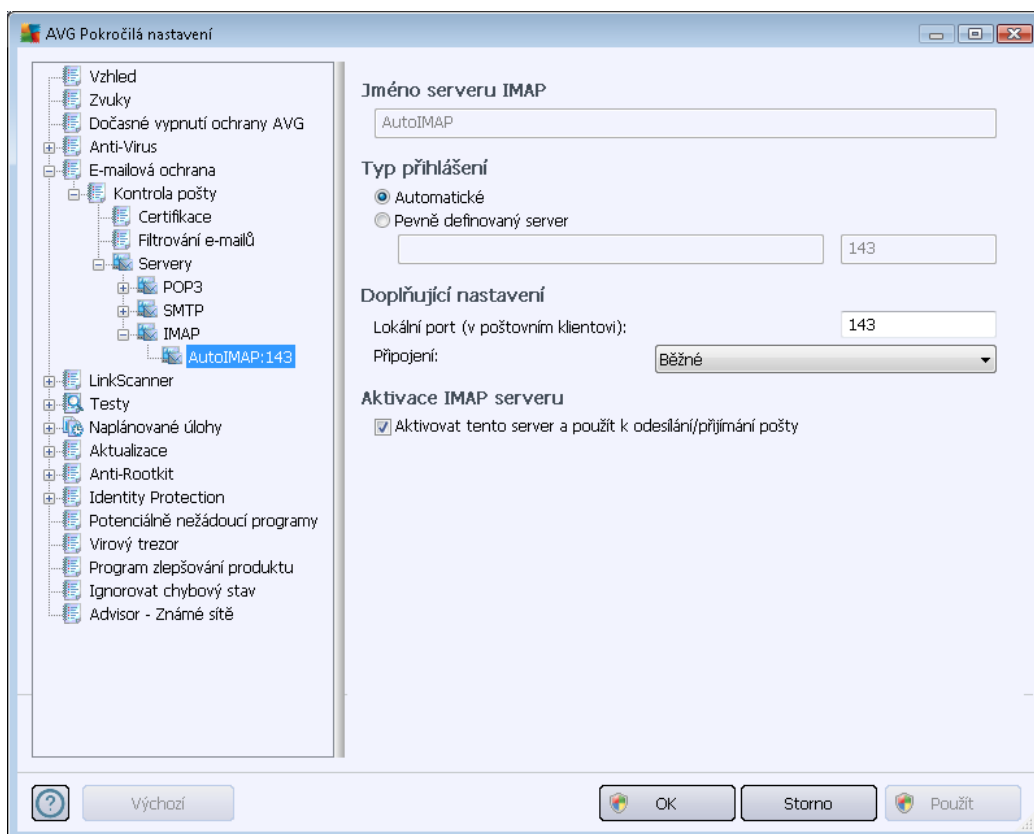 AVG Pokročilá nastavení
Vzhled
Zvuky
Dočasné vypnutí ochrany AVG
Anti-Virus
E-mailová ochrana
Kontrola pošty
Certifikace
Filtrování e-mailů
Servery
POP3
SMTP
IMAP
AutoIMAP:143
LinkScanner
Testy
Naplánované úlohy
Aktualizace
Anti-Rootkit
Identity Protection
Potenciálně nežádoucí programy
Virový trezor
Program zlepšování produktu
Ignorovat chybový stav
Advisor - Známé sítě
Jméno serveru IMAP
AutoIMAP
Typ přihlášení
Automatické
Pevně definovaný server
143
Doplňující nastavení
Lokální port (v poštovním klientovi): 143
Připojení: Běžné
Aktivace IMAP serveru
Aktivovat tento server a použít k odesílání/přijímání pošty
Výchozí OK Storno Použít